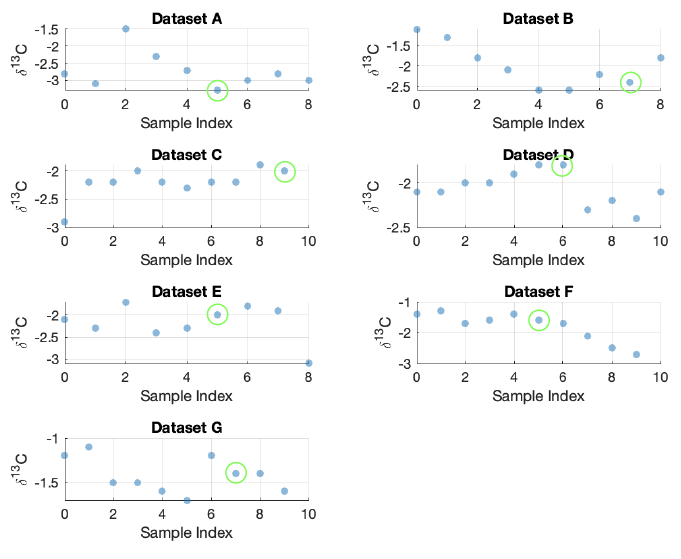 Dataset A
-1.5
-2
-2.5
-3
δ13C
0 2 4 6 8
Sample Index
Dataset B
-1.5
-2
-2.5
δ13C
0 2 4 6 8
Sample Index
Dataset C
-2
-2.5
-3
δ13C
0 2 4 6 8 10
Sample Index
Dataset D
-2
-2.5
δ13C
0 2 4 6 8 10
Sample Index
Dataset E
-2
-2.5
-3
δ13C
0 2 4 6 8
Sample Index
Dataset F
-1
-2
-3
δ13C
0 2 4 6 8 10
Sample Index
Dataset G
-1
-1.5
δ13C
0 2 4 6 8 10
Sample Index